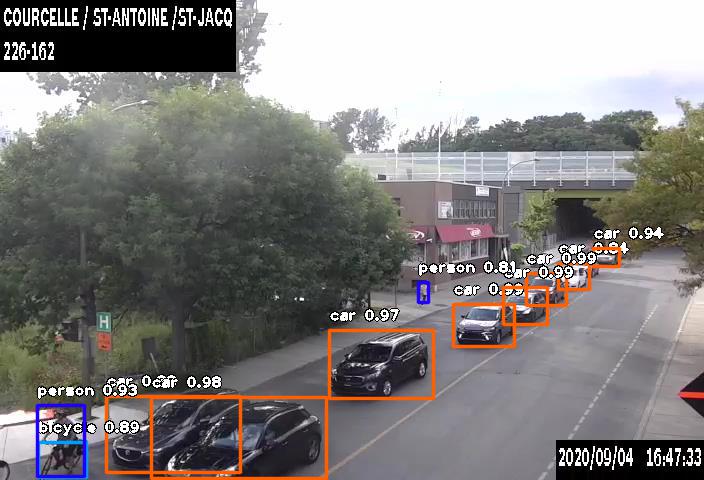 COURCELLE / ST-ANTOINE /ST-JACQ
226-162
car 0.94
car 0.99
person 0.81
car 0.99
car 0.97
car 0.98
person 0.93
bicycle 0.89
H
2020/09/04 16:47:33